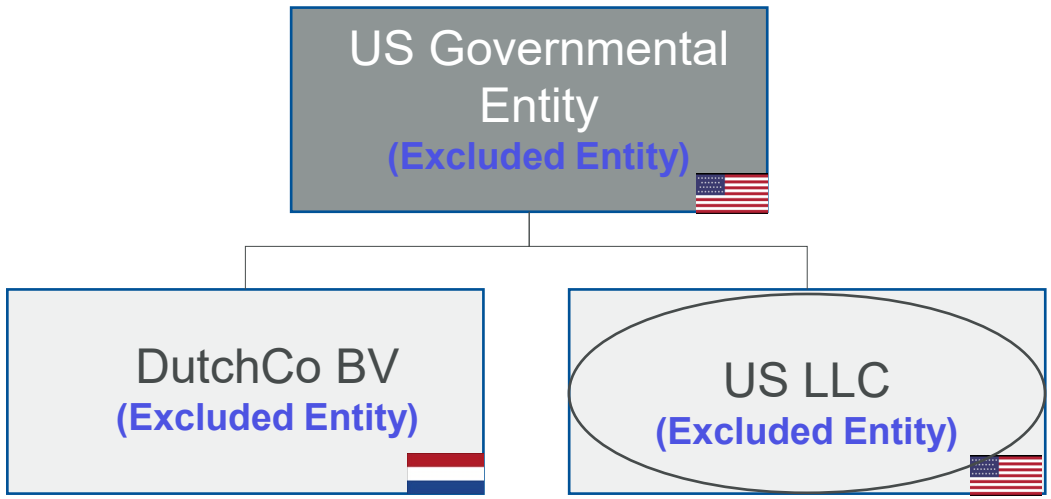 US Governmental
Entity
(Excluded Entity)
DutchCo BV
(Excluded Entity)
US LLC
(Excluded Entity)